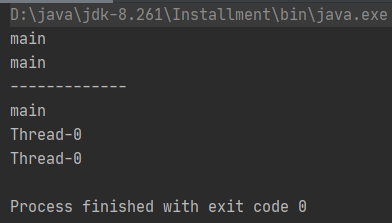 D:\java\jdk-8.261\Installment\bin\java.exe
main
main
-------------
main
Thread-0
Thread-0
Process finished with exit code 0